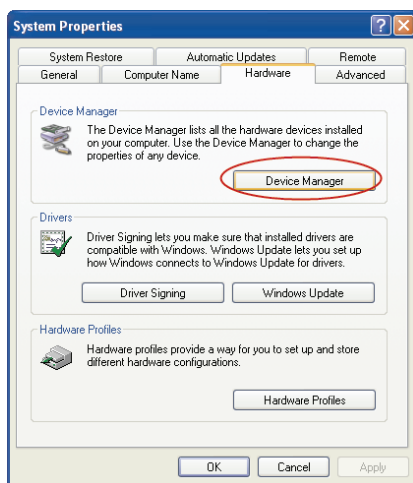 System Properties
System Restore Automatic Updates Remote
General Computer Name Hardware Advanced
Device Manager
The Device Manager lists all the hardware devices installed
on your computer. Use the Device Manager to change the
properties of any device.
Device Manager
Drivers
Driver Signing lets you make sure that installed drivers are
compatible with Windows. Windows Update lets you set up
how Windows connects to Windows Update for drivers.
Driver Signing Windows Update
Hardware Profiles
Hardware profiles provide a way for you to set up and store
different hardware configurations.
Hardware Profiles
OK Cancel Apply